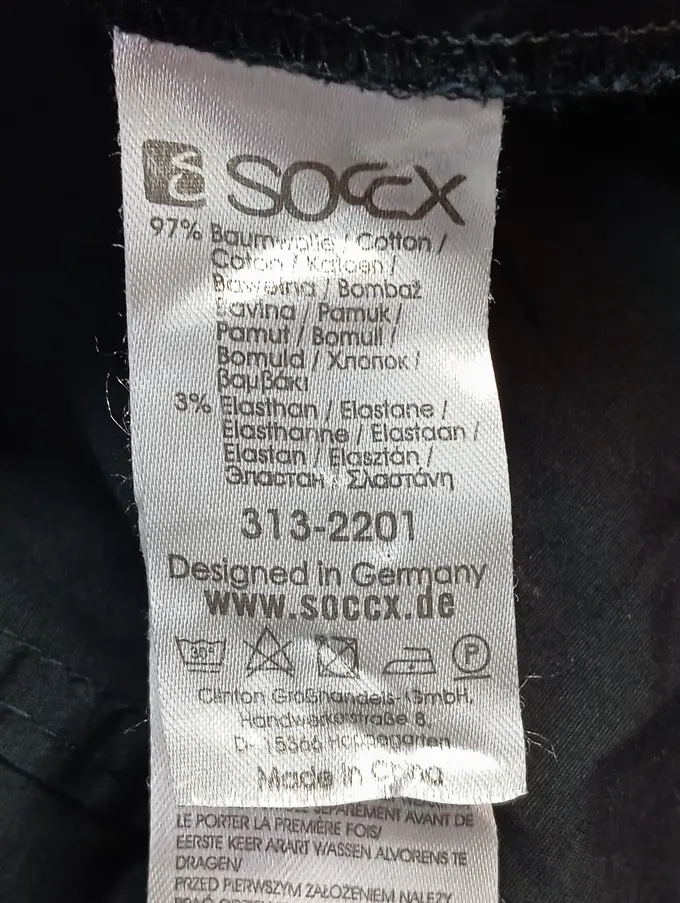 SOCCX
97% Baumwolle / Cotton /
Coton / Katoen /
Bawełna / Bombaž
Bavlna / Pamuk /
Pamut / Bomull /
Bomuld / Хлопок /
Βαμβάκι
3% Elasthan / Elastane /
Elasthanne / Elastaan /
Elastan / Elasztán /
Эластан / Σλαστάνη
313-2201
Designed in Germany
www.soccx.de
30°
P
Clinton Großhandels-GmbH,
Handwerkerstraße 8,
D-15366 Hoppegarten
Made in China
SEPARÉMENT AVANT DE
LE PORTER LA PREMIÈRE FOIS/
EERSTE KEER APART WASSEN ALVORENS TE
DRAGEN/
PRZED PIERWSZYM ZAŁOŻENIEM NALEŻY